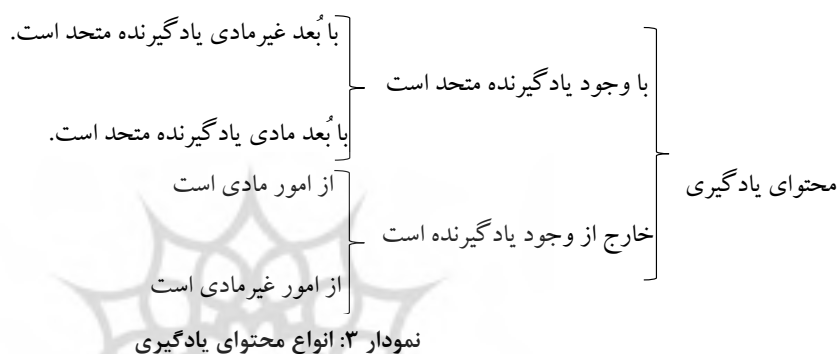 با بُعد غیرمادی یادگیرنده متحد است.
با وجود یادگیرنده متحد است
با بُعد مادی یادگیرنده متحد است.
محتوای یادگیری
از امور مادی است
خارج از وجود یادگیرنده است
از امور غیرمادی است
نمودار ۳: انواع محتوای یادگیری